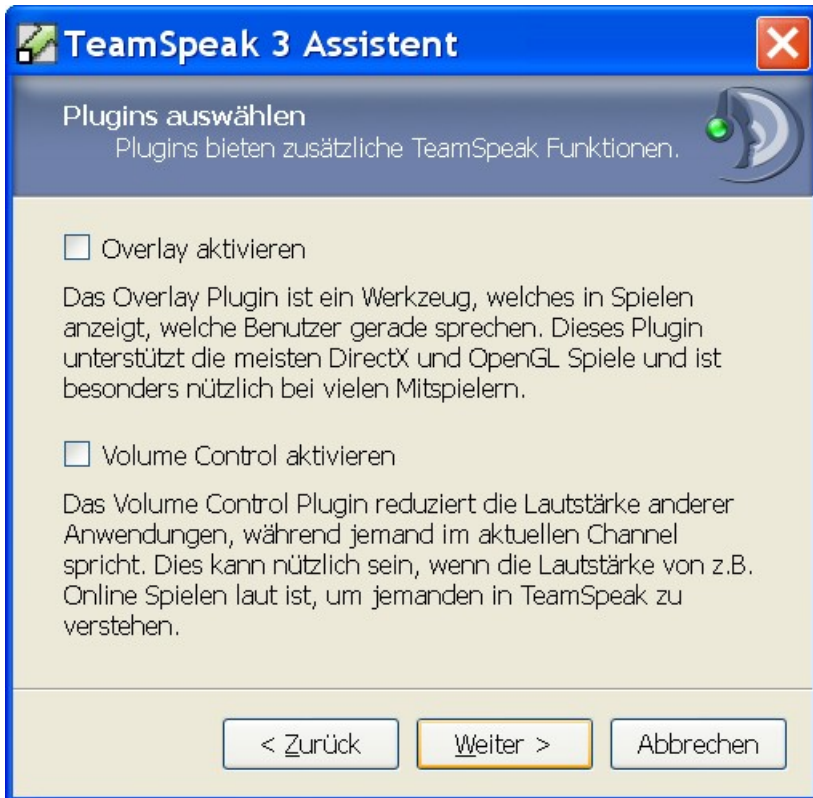 TeamSpeak 3 Assistent
Plugins auswählen
Plugins bieten zusätzliche TeamSpeak Funktionen.
Overlay aktivieren
Das Overlay Plugin ist ein Werkzeug, welches in Spielen
anzeigt, welche Benutzer gerade sprechen. Dieses Plugin
unterstützt die meisten DirectX und OpenGL Spiele und ist
besonders nützlich bei vielen Mitspielern.
Volume Control aktivieren
Das Volume Control Plugin reduziert die Lautstärke anderer
Anwendungen, während jemand im aktuellen Channel
spricht. Dies kann nützlich sein, wenn die Lautstärke von z.B.
Online Spielen laut ist, um jemanden in TeamSpeak zu
verstehen.
< Zurück Weiter > Abbrechen